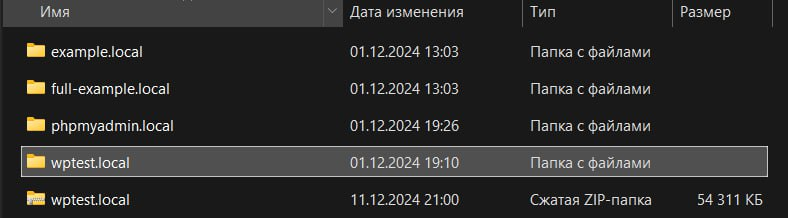 Имя Дата изменения Тип Размер
example.local 01.12.2024 13:03 Папка с файлами
full-example.local 01.12.2024 13:03 Папка с файлами
phpmyadmin.local 01.12.2024 19:26 Папка с файлами
wptest.local 01.12.2024 19:10 Папка с файлами
wptest.local 11.12.2024 21:00 Сжатая ZIP-папка 54 311 КБ